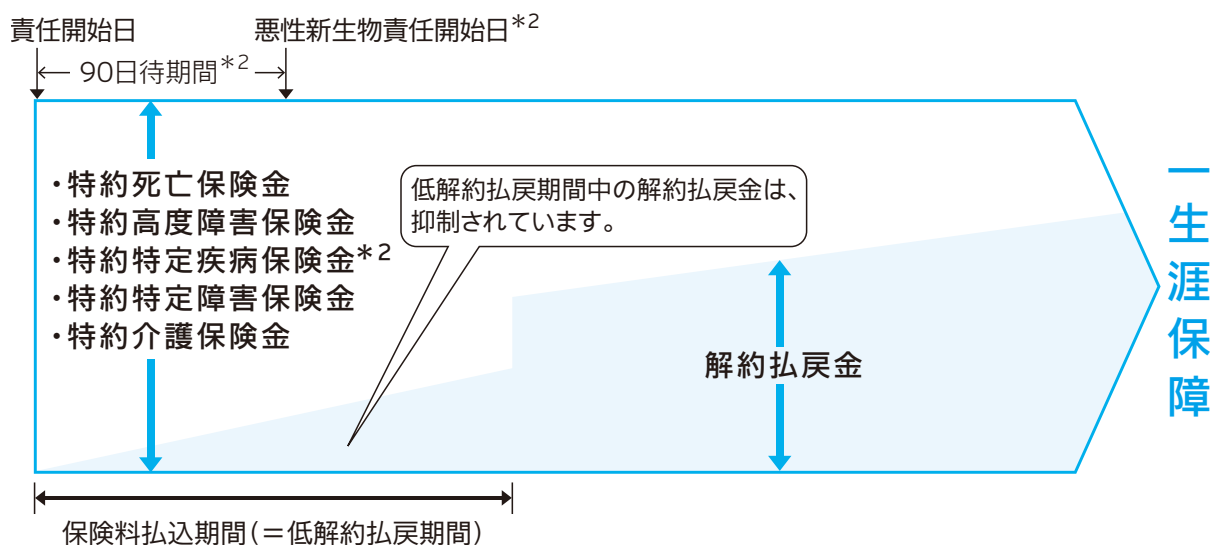 責任開始日
悪性新生物責任開始日*2
90日待期間*2
・特約死亡保険金
・特約高度障害保険金
・特約特定疾病保険金*2
・特約特定障害保険金
・特約介護保険金
低解約払戻期間中の解約払戻金は、
抑制されています。
解約払戻金
一生涯保障
保険料払込期間(=低解約払戻期間)